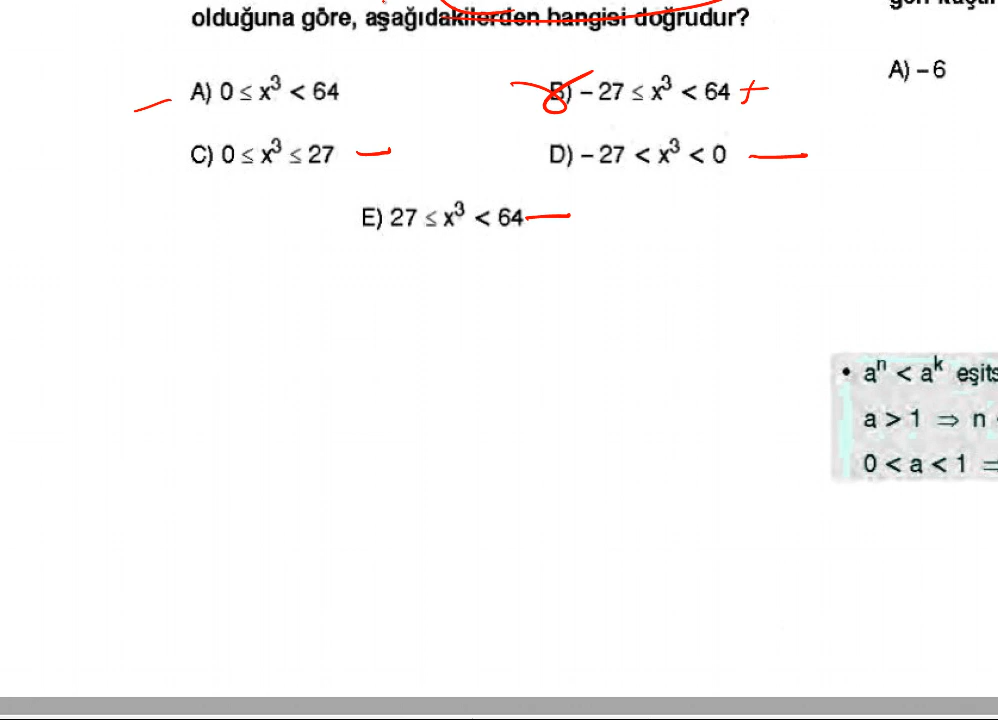 olduğuna göre, aşağıdakilerden hangisi doğrudur?
A) 0 ≤ x³ < 64
B) – 27 ≤ x³ < 64
C) 0 ≤ x³ ≤ 27
D) – 27 < x³ < 0
E) 27 ≤ x³ < 64
A) – 6
• aⁿ < aᵏ eşits
a > 1 ⇒ n
0 < a < 1